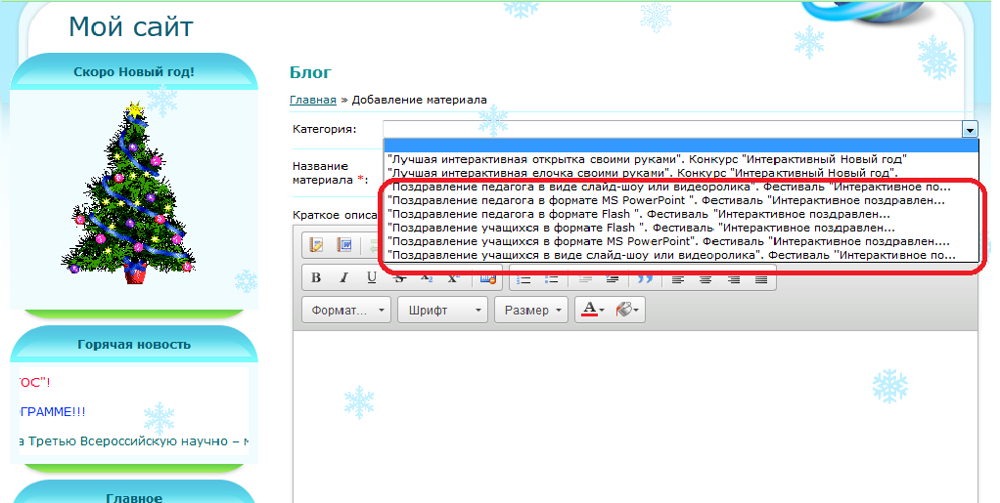 Мой сайт
Скоро Новый год!
Блог
Главная » Добавление материала
Категория:
"Лучшая интерактивная открытка своими руками". Конкурс "Интерактивный Новый год"
"Лучшая интерактивная елочка своими руками". Конкурс "Интерактивный Новый год".
Название
материала *:
"Поздравление педагога в виде слайд-шоу или видеоролика". Фестиваль "Интерактивное по...
"Поздравление педагога в формате MS PowerPoint ". Фестиваль "Интерактивное поздравлен...
"Поздравление педагога в формате Flash ". Фестиваль "Интерактивное поздравлен...
"Поздравление учащихся в формате Flash ". Фестиваль "Интерактивное поздравлен...
"Поздравление учащихся в формате MS PowerPoint". Фестиваль "Интерактивное поздравлен....
"Поздравление учащихся в виде слайд-шоу или видеоролика". Фестиваль "Интерактивное по...
Краткое описа
B I U S X₂ X²
Формат... Шрифт Размер A
Горячая новость
ГОС"!
ОГРАММЕ!!!
а Третью Всероссийскую научно – м
Главное